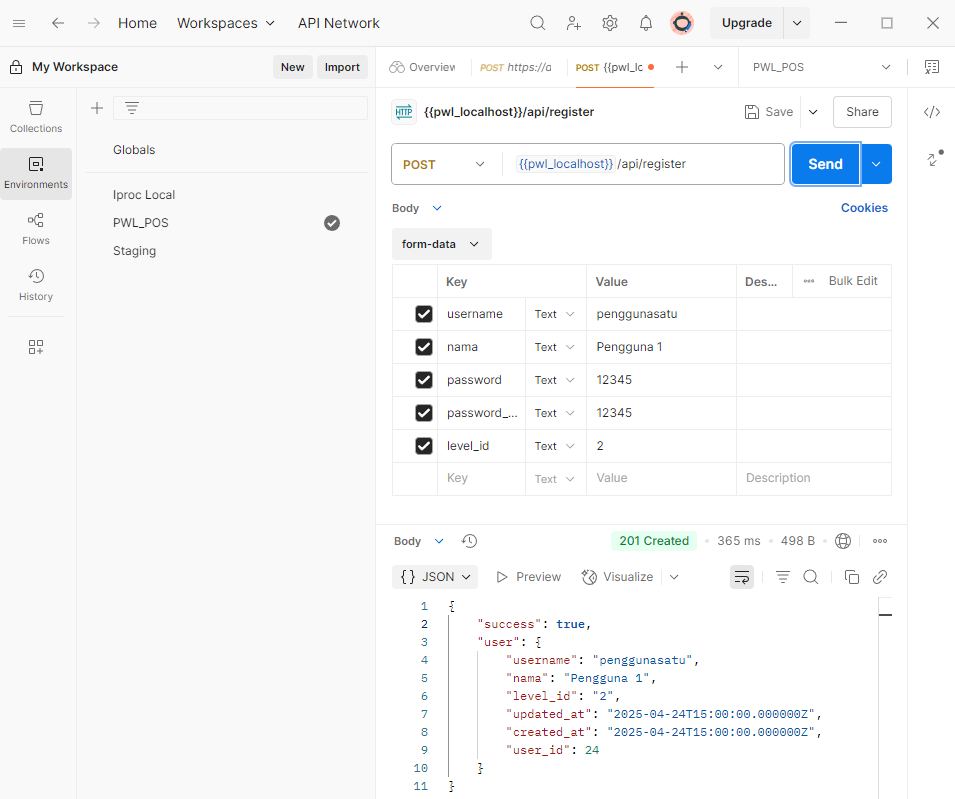 Home Workspaces API Network Upgrade
My Workspace New Import
Overview POST https://a POST {{pwl_lc PWL_POS
Collections
Environments
Flows
History
Globals
Iproc Local
PWL_POS
Staging
HTTP {{pwl_localhost}}/api/register Save Share
POST {{pwl_localhost}} /api/register Send
Body Cookies
form-data
Key Value Des... Bulk Edit
username Text penggunasatu
nama Text Pengguna 1
password Text 12345
password_... Text 12345
level_id Text 2
Key Text Value Description
Body 201 Created • 365 ms • 498 B
{} JSON Preview Visualize
1 {
2 "success": true,
3 "user": {
4 "username": "penggunasatu",
5 "nama": "Pengguna 1",
6 "level_id": "2",
7 "updated_at": "2025-04-24T15:00:00.000000Z",
8 "created_at": "2025-04-24T15:00:00.000000Z",
9 "user_id": 24
10 }
11 }